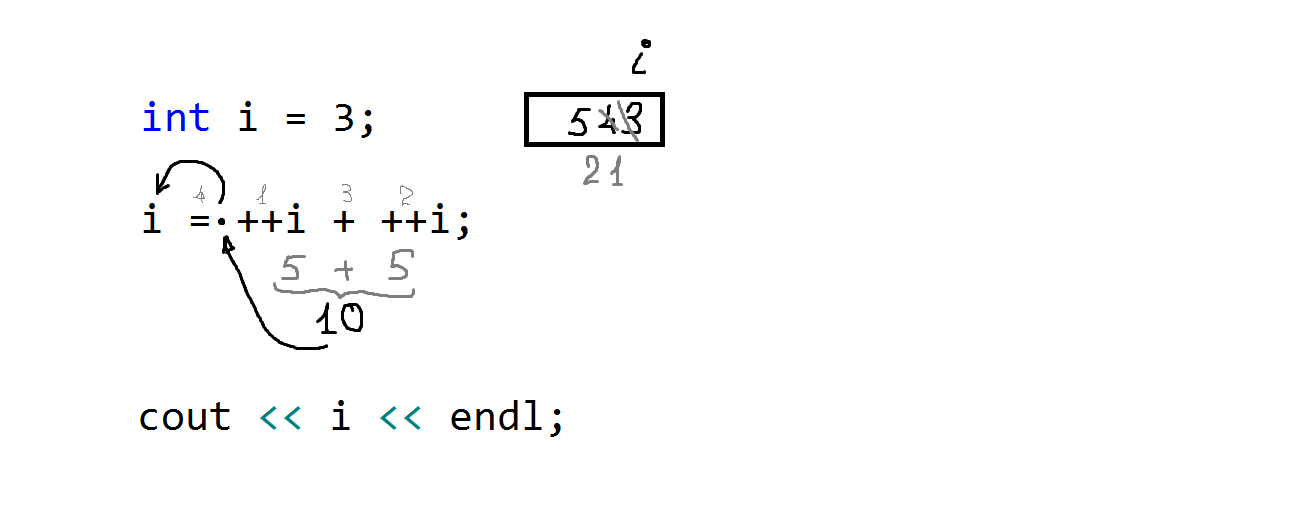 i
int i = 3;
5 4 3
2 1
4 1 3 2
i = ++i + ++i;
5 + 5
10
cout << i << endl;